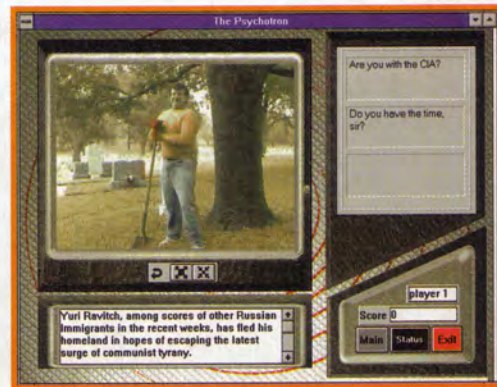 The Psychotron
Are you with the CIA?
Do you have the time,
sir?
Yuri Ravitch, among scores of other Russian
Immigrants in the recent weeks, has fled his
homeland in hopes of escaping the latest
surge of communist tyrany.
player 1
Score 0
Main Status Exit